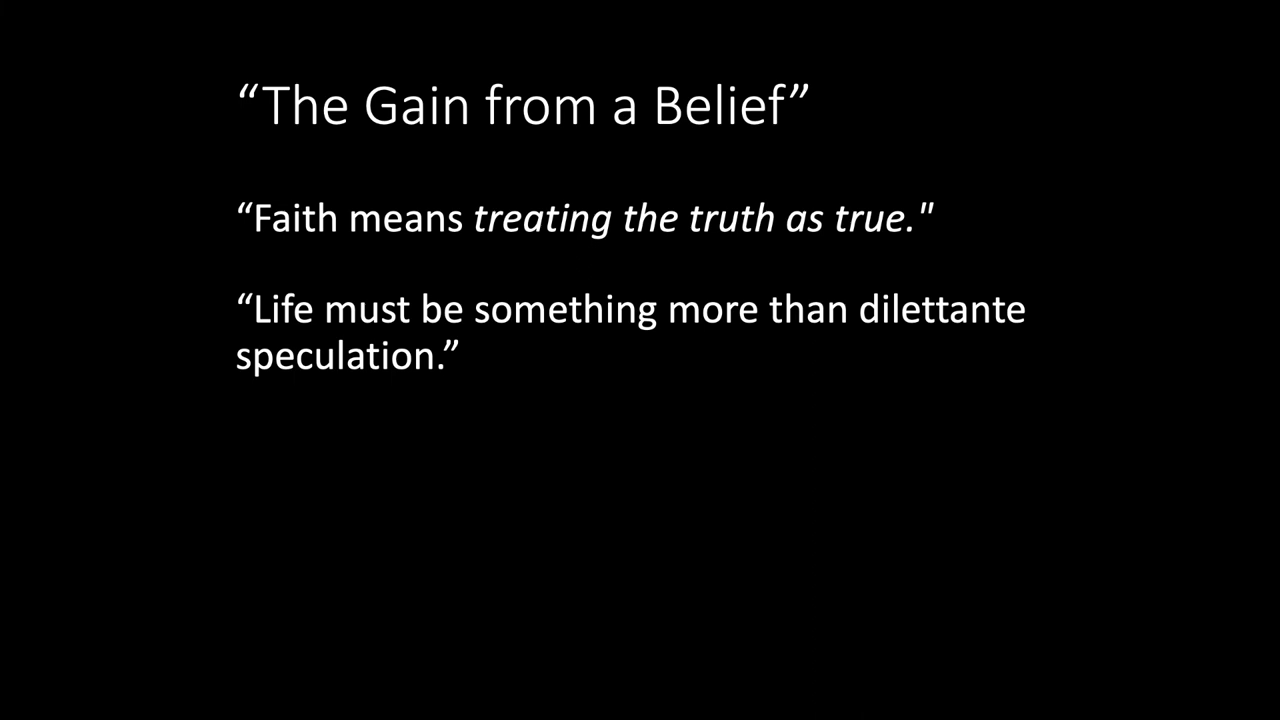 “The Gain from a Belief”
“Faith means treating the truth as true."
“Life must be something more than dilettante
speculation.”